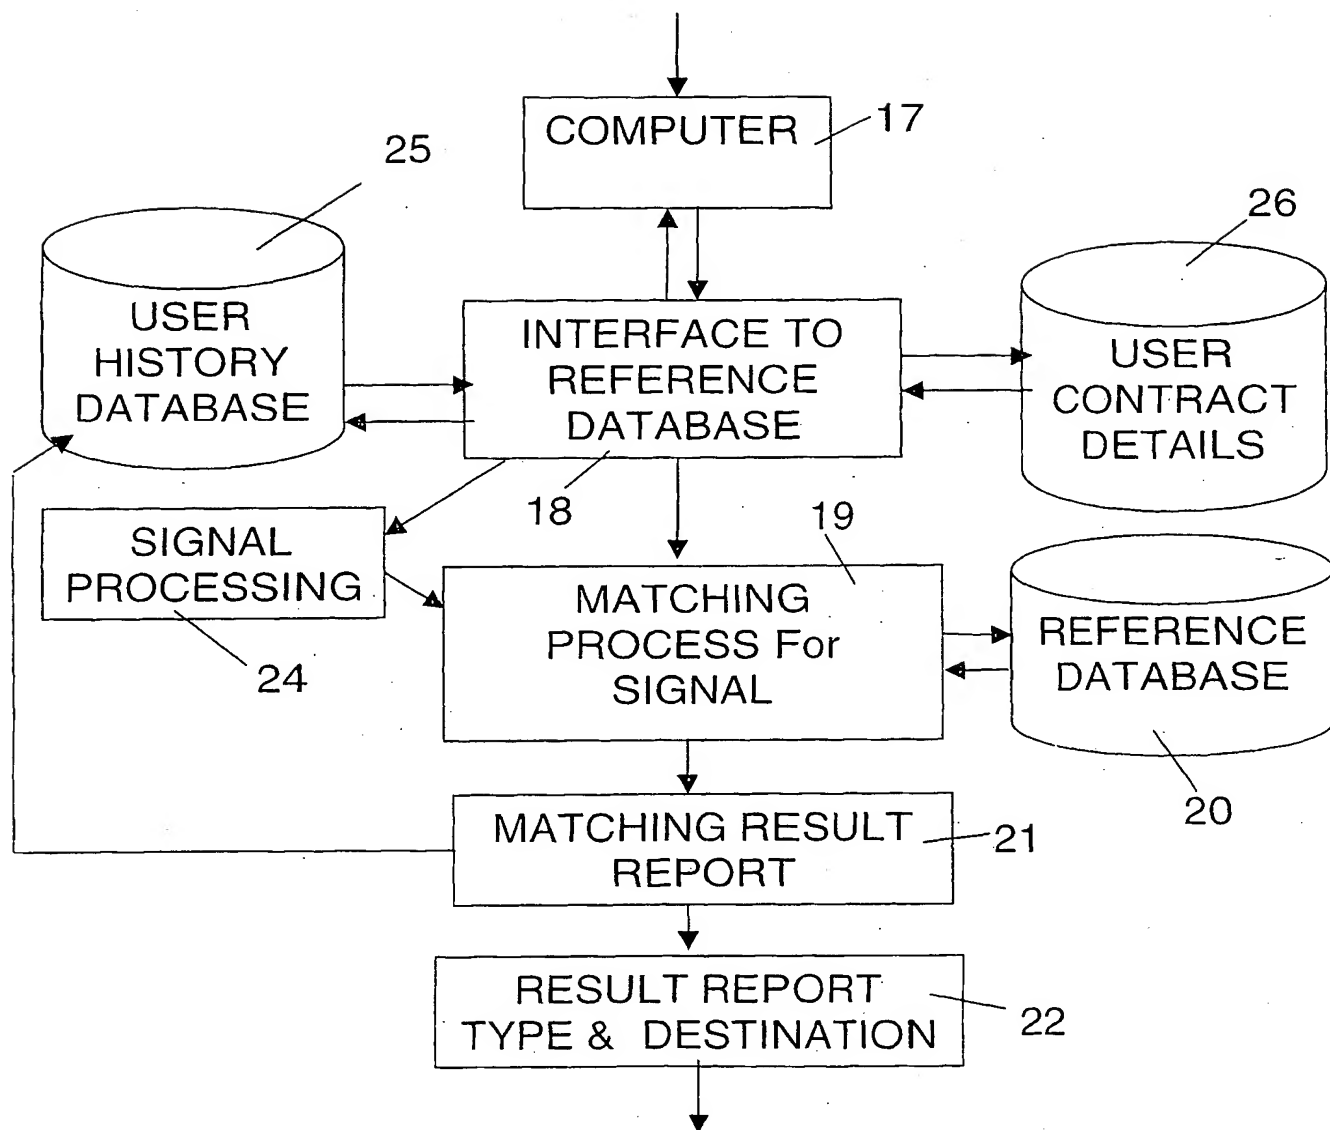 COMPUTER
17
25
26
USER
HISTORY
DATABASE
INTERFACE TO
REFERENCE
DATABASE
USER
CONTRACT
DETAILS
18
19
SIGNAL
PROCESSING
24
MATCHING
PROCESS For
SIGNAL
REFERENCE
DATABASE
20
MATCHING RESULT
REPORT
21
RESULT REPORT
TYPE & DESTINATION
22